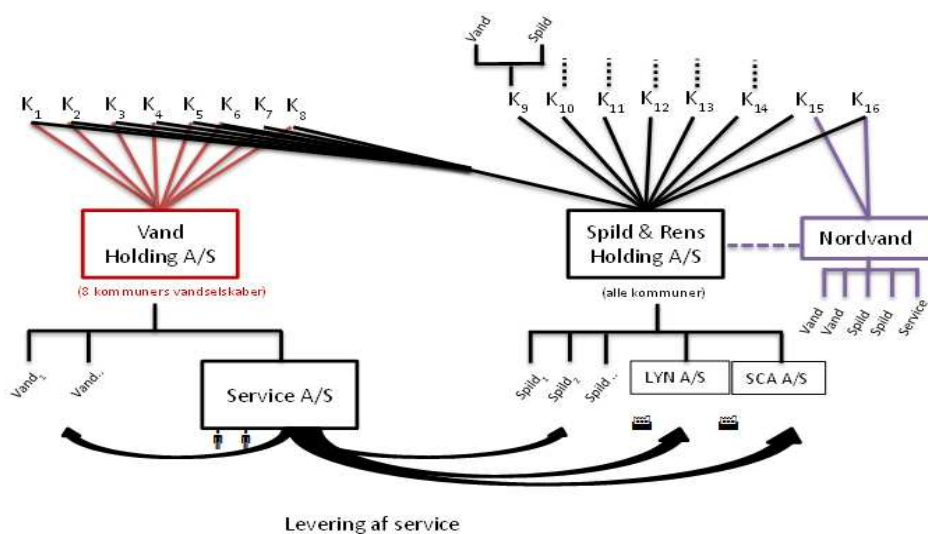 Vand
Spild
K1 K2 K3 K4 K5 K6 K7 K8
K9 K10 K11 K12 K13 K14 K15 K16
Vand
Holding A/S
(8 kommuners vandselskaber)
Spild & Rens
Holding A/S
(alle kommuner)
Nordvand
Vand
Vand
Spild
Spild
Service
Vand1
Vand..
Service A/S
Spild1
Spild2
Spild..
LYN A/S
SCA A/S
Levering af service